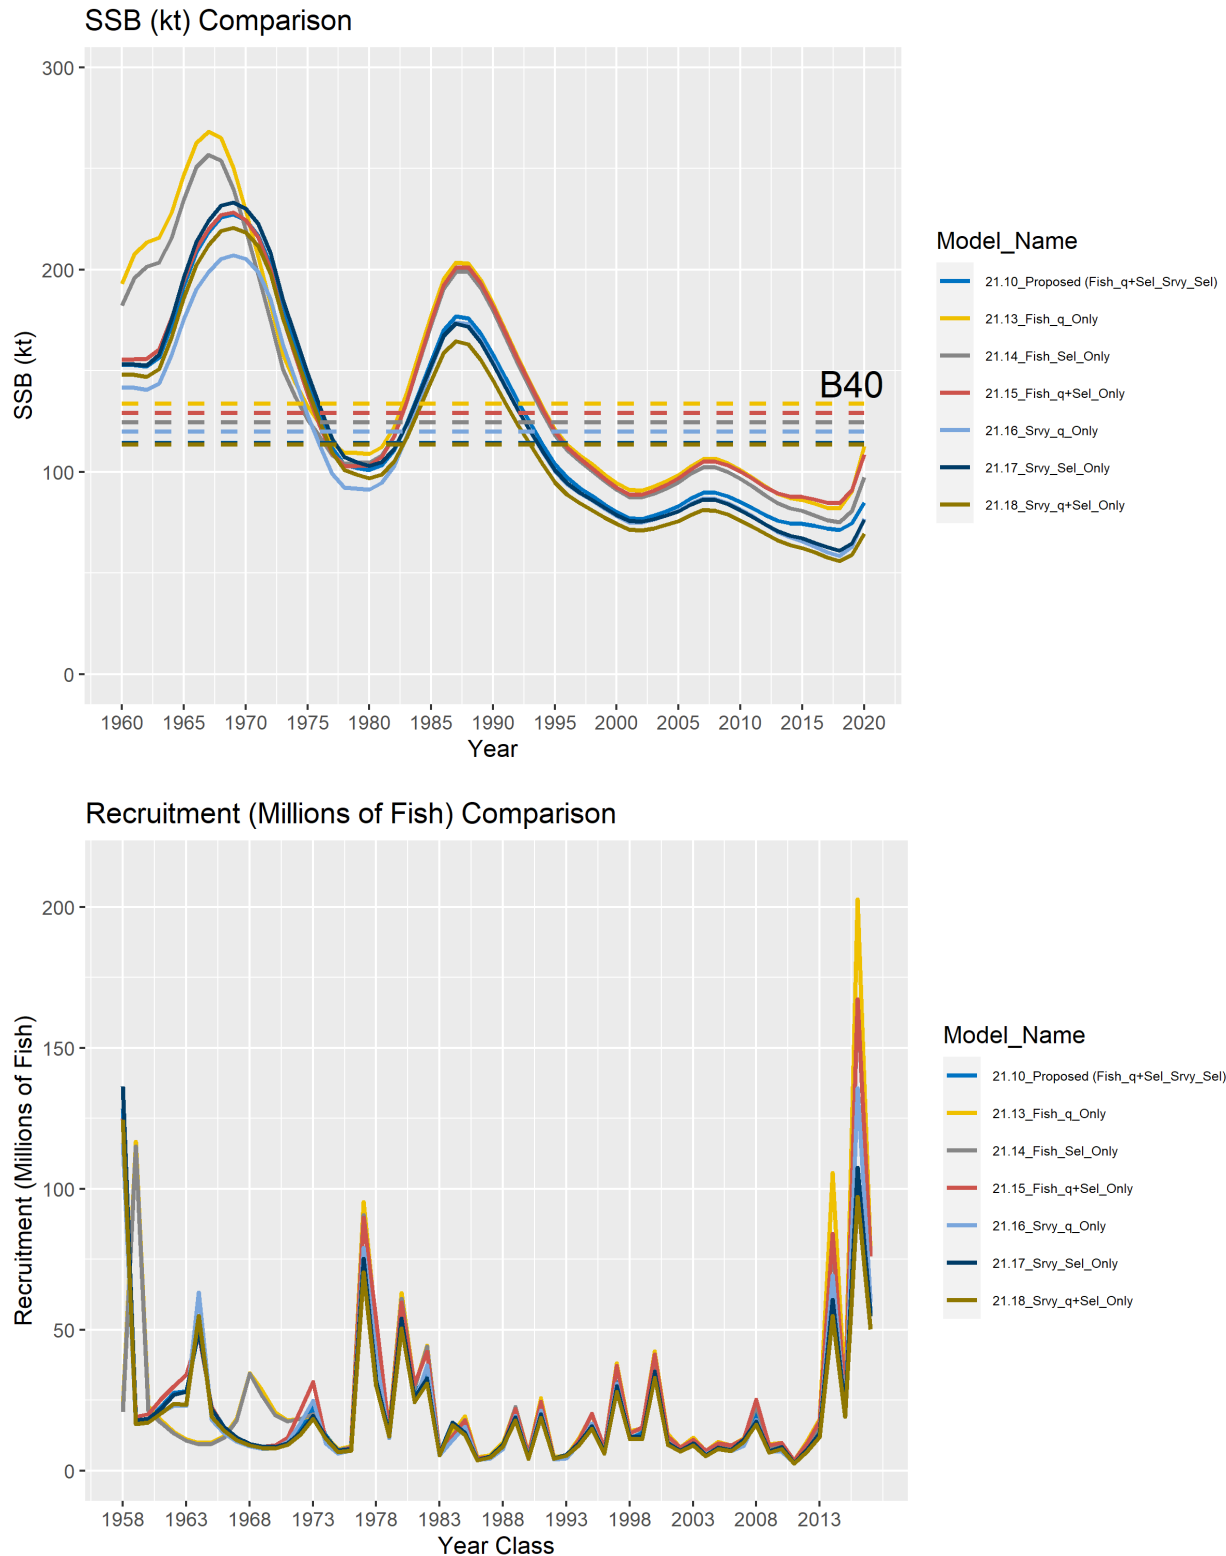 SSB (kt) Comparison
300
200
100
0
SSB (kt)
B40
1960 1965 1970 1975 1980 1985 1990 1995 2000 2005 2010 2015 2020
Year
Model_Name
21.10_Proposed (Fish_q+Sel_Srvy_Sel)
21.13_Fish_q_Only
21.14_Fish_Sel_Only
21.15_Fish_q+Sel_Only
21.16_Srvy_q_Only
21.17_Srvy_Sel_Only
21.18_Srvy_q+Sel_Only
Recruitment (Millions of Fish) Comparison
200
150
100
50
0
Recruitment (Millions of Fish)
1958 1963 1968 1973 1978 1983 1988 1993 1998 2003 2008 2013
Year Class
Model_Name
21.10_Proposed (Fish_q+Sel_Srvy_Sel)
21.13_Fish_q_Only
21.14_Fish_Sel_Only
21.15_Fish_q+Sel_Only
21.16_Srvy_q_Only
21.17_Srvy_Sel_Only
21.18_Srvy_q+Sel_Only